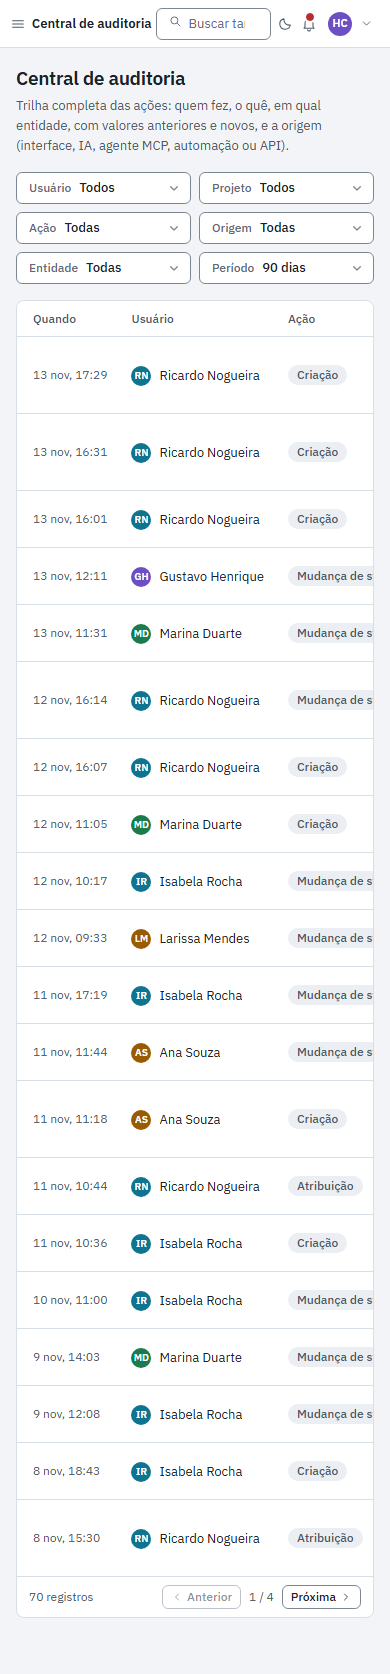 Central de auditoria
Buscar ta
HC
Central de auditoria
Trilha completa das ações: quem fez, o quê, em qual
entidade, com valores anteriores e novos, e a origem
(interface, IA, agente MCP, automação ou API).
Usuário Todos
Projeto Todos
Ação Todas
Origem Todas
Entidade Todas
Período 90 dias
Quando Usuário Ação
13 nov, 17:29 RN Ricardo Nogueira Criação
13 nov, 16:31 RN Ricardo Nogueira Criação
13 nov, 16:01 RN Ricardo Nogueira Criação
13 nov, 12:11 GH Gustavo Henrique Mudança de s
13 nov, 11:31 MD Marina Duarte Mudança de s
12 nov, 16:14 RN Ricardo Nogueira Mudança de s
12 nov, 16:07 RN Ricardo Nogueira Criação
12 nov, 11:05 MD Marina Duarte Criação
12 nov, 10:17 IR Isabela Rocha Mudança de s
12 nov, 09:33 LM Larissa Mendes Mudança de s
11 nov, 17:19 IR Isabela Rocha Mudança de s
11 nov, 11:44 AS Ana Souza Mudança de s
11 nov, 11:18 AS Ana Souza Criação
11 nov, 10:44 RN Ricardo Nogueira Atribuição
11 nov, 10:36 IR Isabela Rocha Criação
10 nov, 11:00 IR Isabela Rocha Mudança de s
9 nov, 14:03 MD Marina Duarte Mudança de s
9 nov, 12:08 IR Isabela Rocha Mudança de s
8 nov, 18:43 IR Isabela Rocha Criação
8 nov, 15:30 RN Ricardo Nogueira Atribuição
70 registros Anterior 1 / 4 Próxima